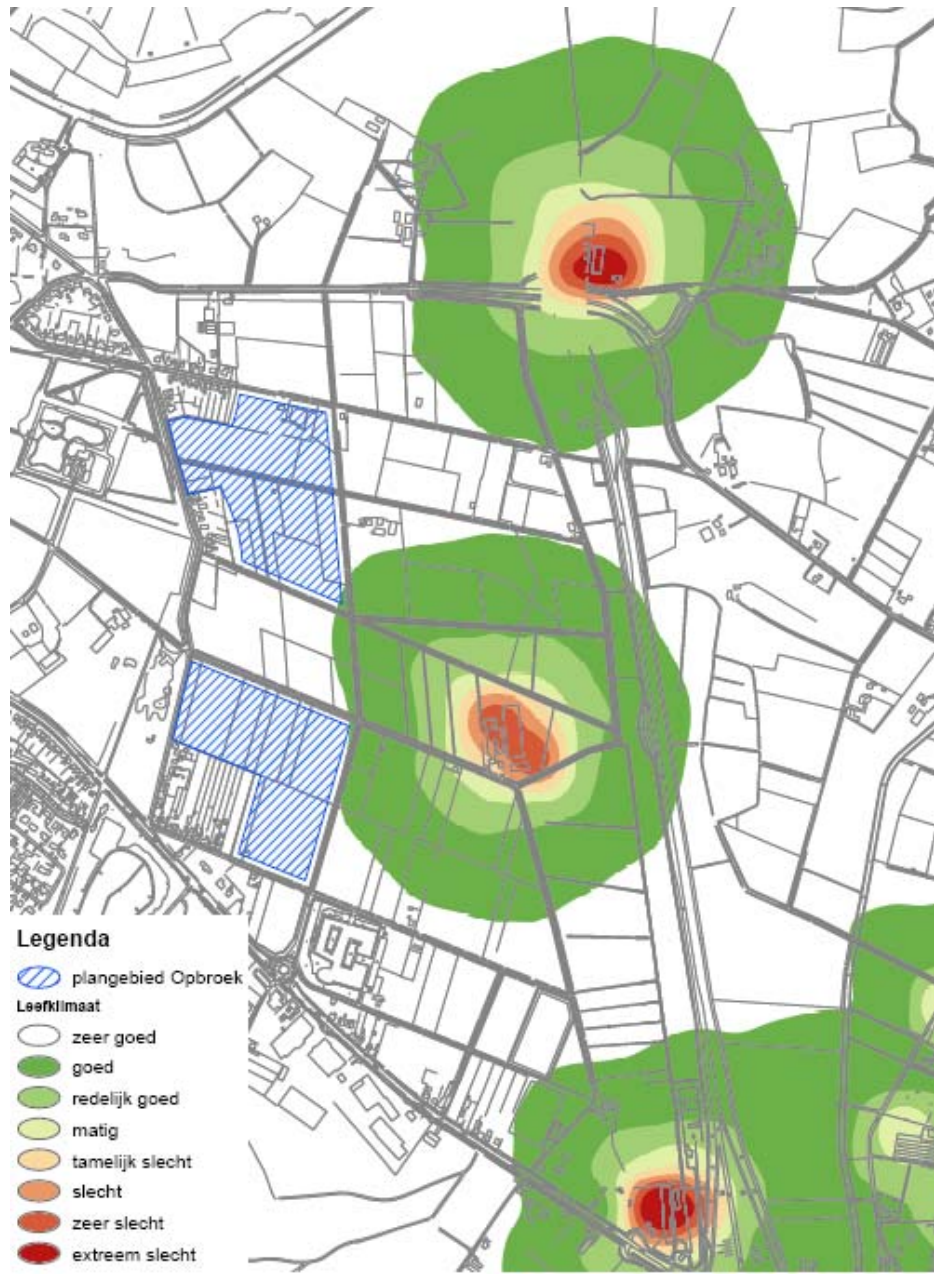 Legenda
plangebied Opbroek
Leefklimaat
zeer goed
goed
redelijk goed
matig
tamelijk slecht
slecht
zeer slecht
extreem slecht